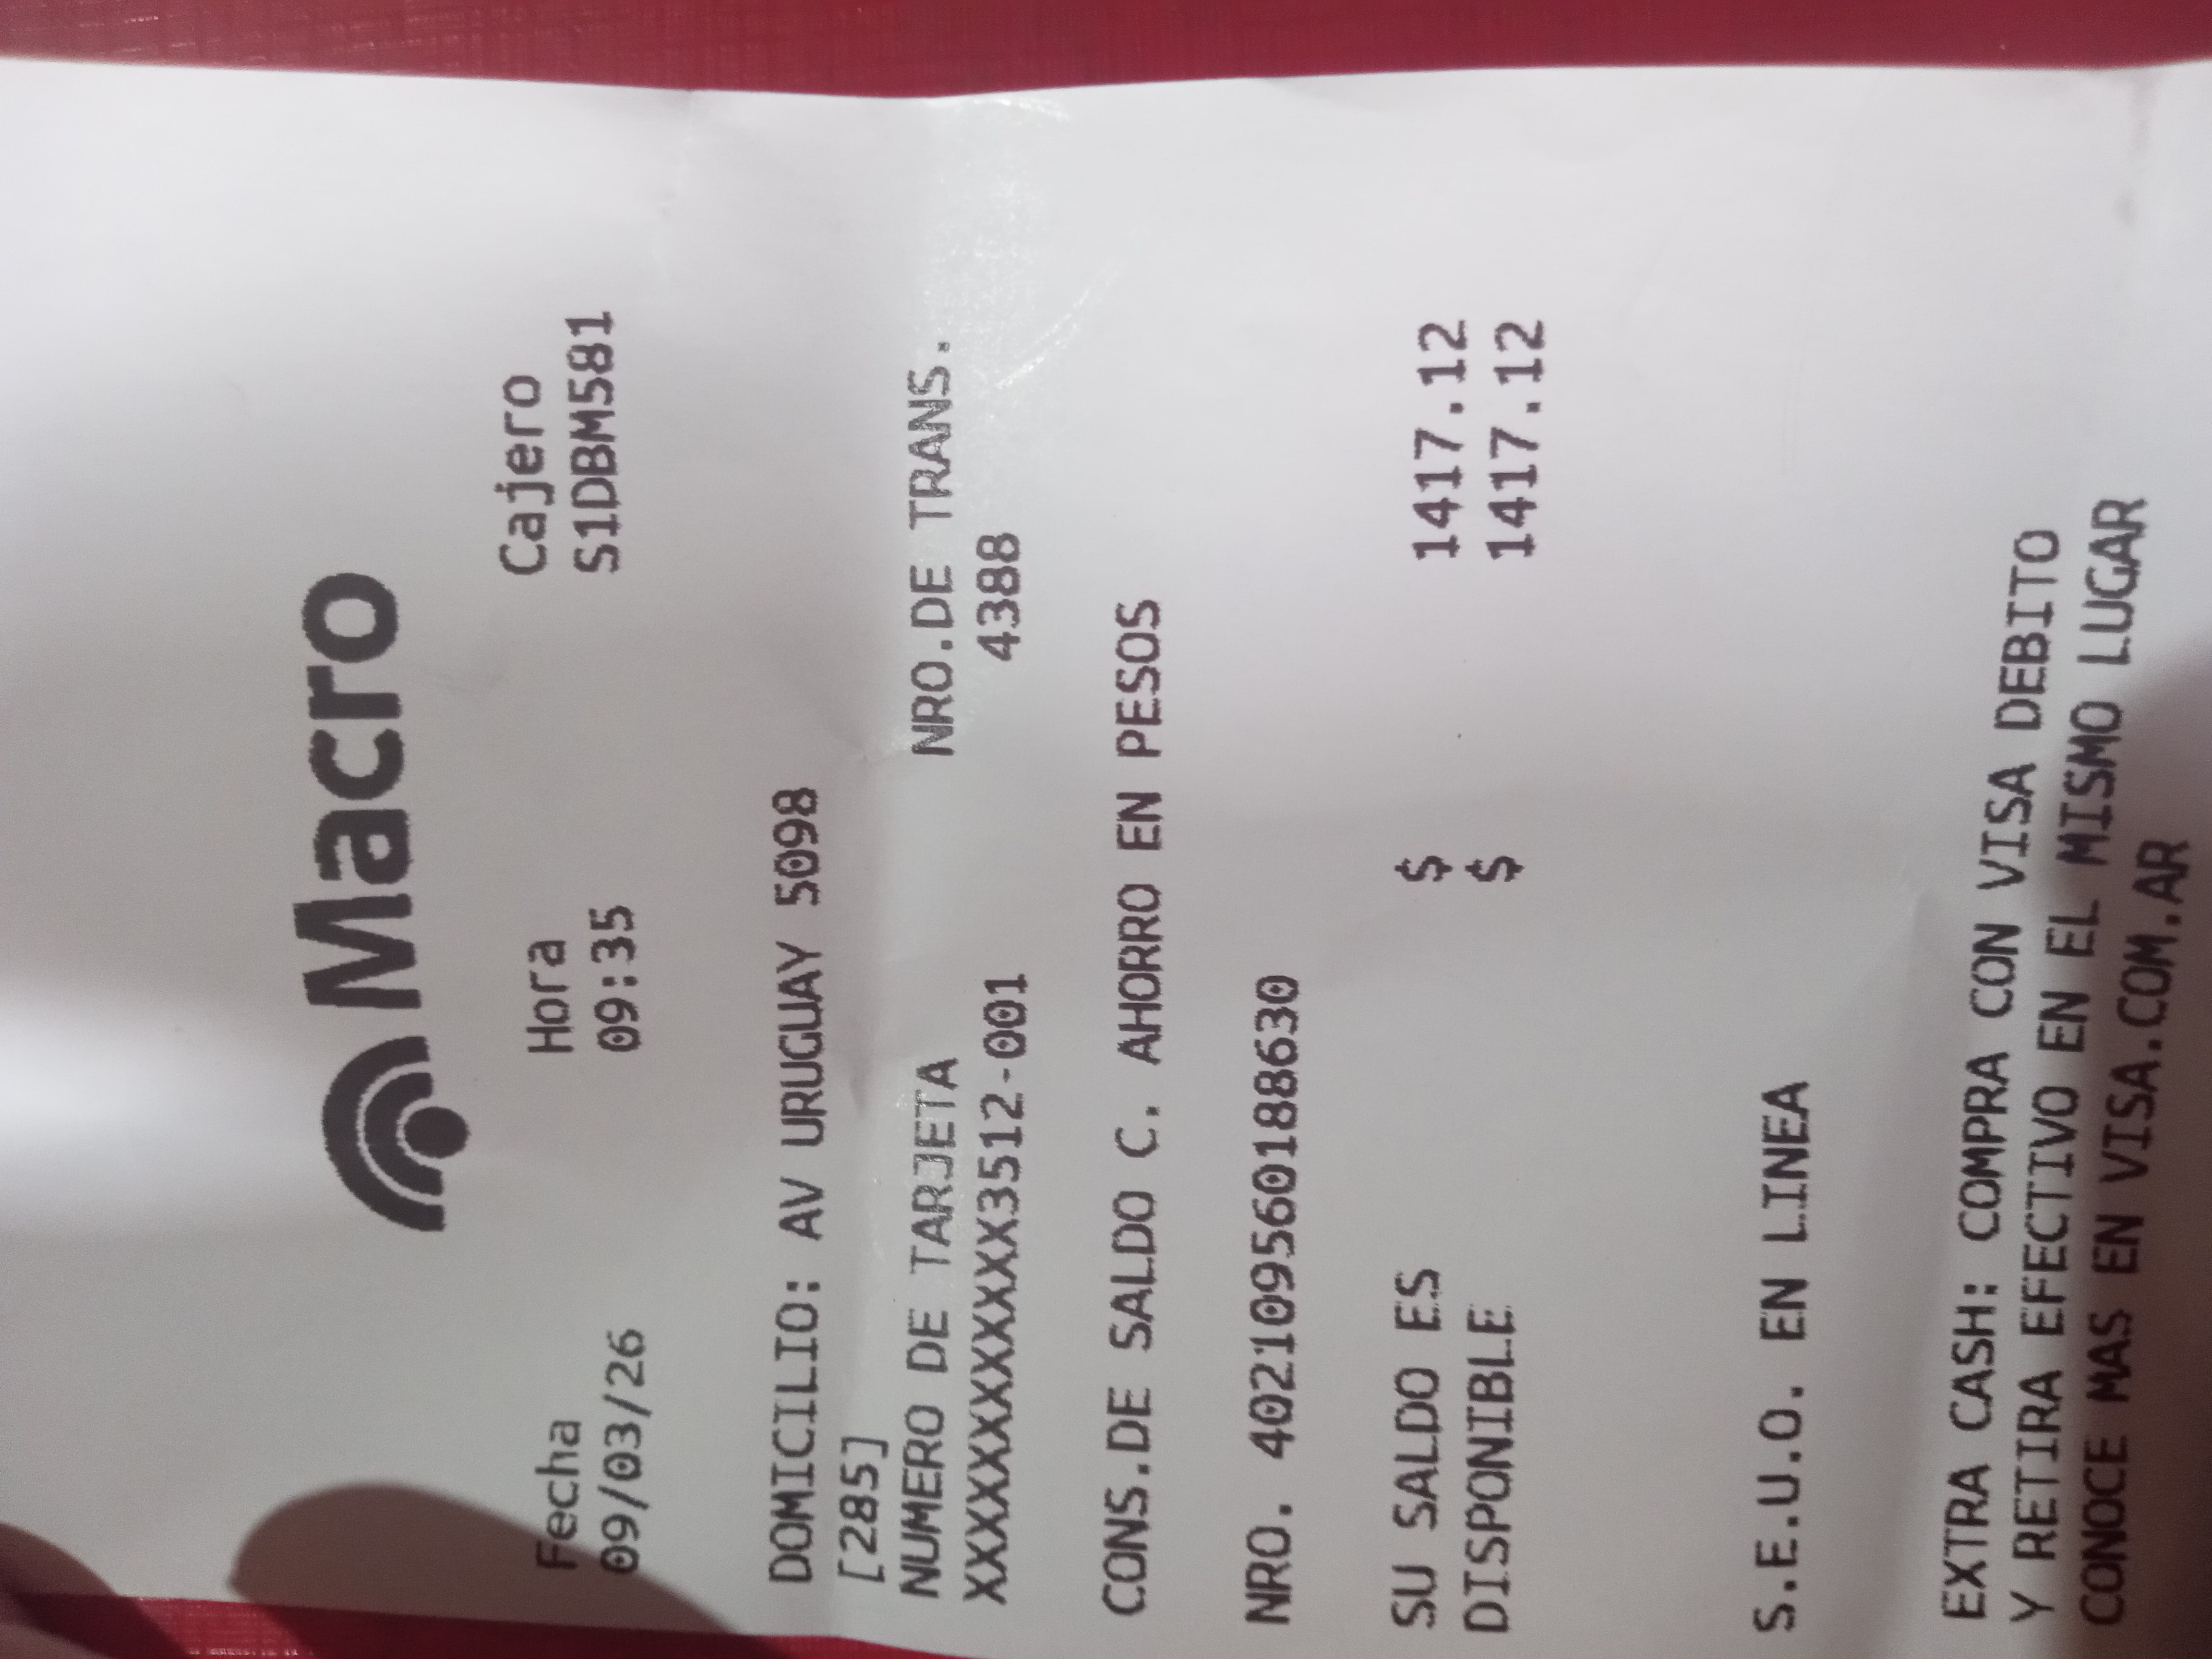 Macro
Fecha Hora Cajero
09/03/26 09:35 S1DBM581
DOMICILIO: AV URUGUAY 5098
[285]
NUMERO DE TARJETA NRO.DE TRANS.
XXXXXXXXXXXX3512-001 4388
CONS.DE SALDO C. AHORRO EN PESOS
NRO. 402109560188630
SU SALDO ES $ 1417.12
DISPONIBLE $ 1417.12
S.E.U.O. EN LINEA
EXTRA CASH: COMPRA CON VISA DEBITO
Y RETIRA EFECTIVO EN EL MISMO LUGAR
CONOCE MAS EN VISA.COM.AR